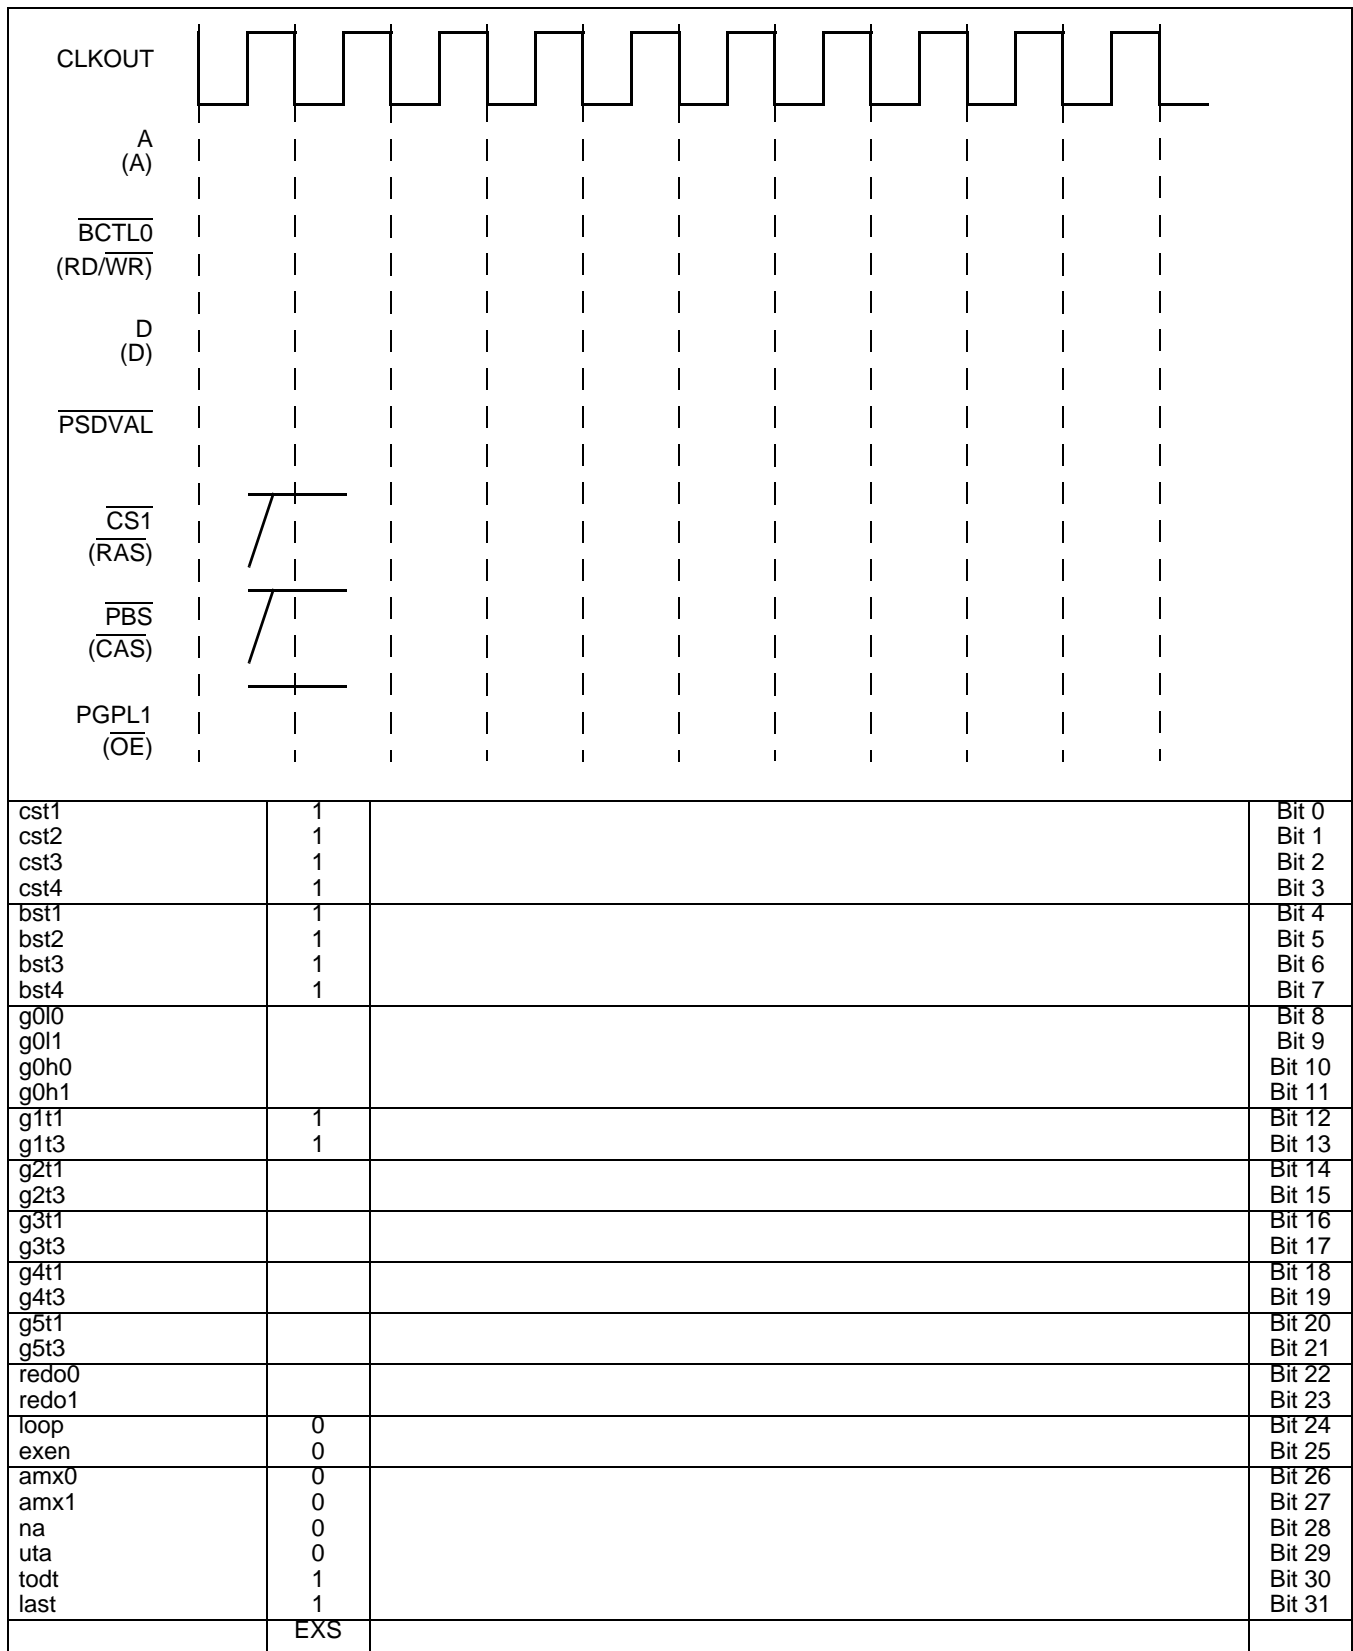 CLKOUT
A
(A)
BCTL0
(RD/WR)
D
(D)
PSDVAL
CS1
(RAS)
PBS
(CAS)
PGPL1
(OE)
cst1 1 Bit 0
cst2 1 Bit 1
cst3 1 Bit 2
cst4 1 Bit 3
bst1 1 Bit 4
bst2 1 Bit 5
bst3 1 Bit 6
bst4 1 Bit 7
g0l0 Bit 8
g0l1 Bit 9
g0h0 Bit 10
g0h1 Bit 11
g1t1 1 Bit 12
g1t3 1 Bit 13
g2t1 Bit 14
g2t3 Bit 15
g3t1 Bit 16
g3t3 Bit 17
g4t1 Bit 18
g4t3 Bit 19
g5t1 Bit 20
g5t3 Bit 21
redo0 Bit 22
redo1 Bit 23
loop 0 Bit 24
exen 0 Bit 25
amx0 0 Bit 26
amx1 0 Bit 27
na 0 Bit 28
uta 0 Bit 29
todt 1 Bit 30
last 1 Bit 31
EXS